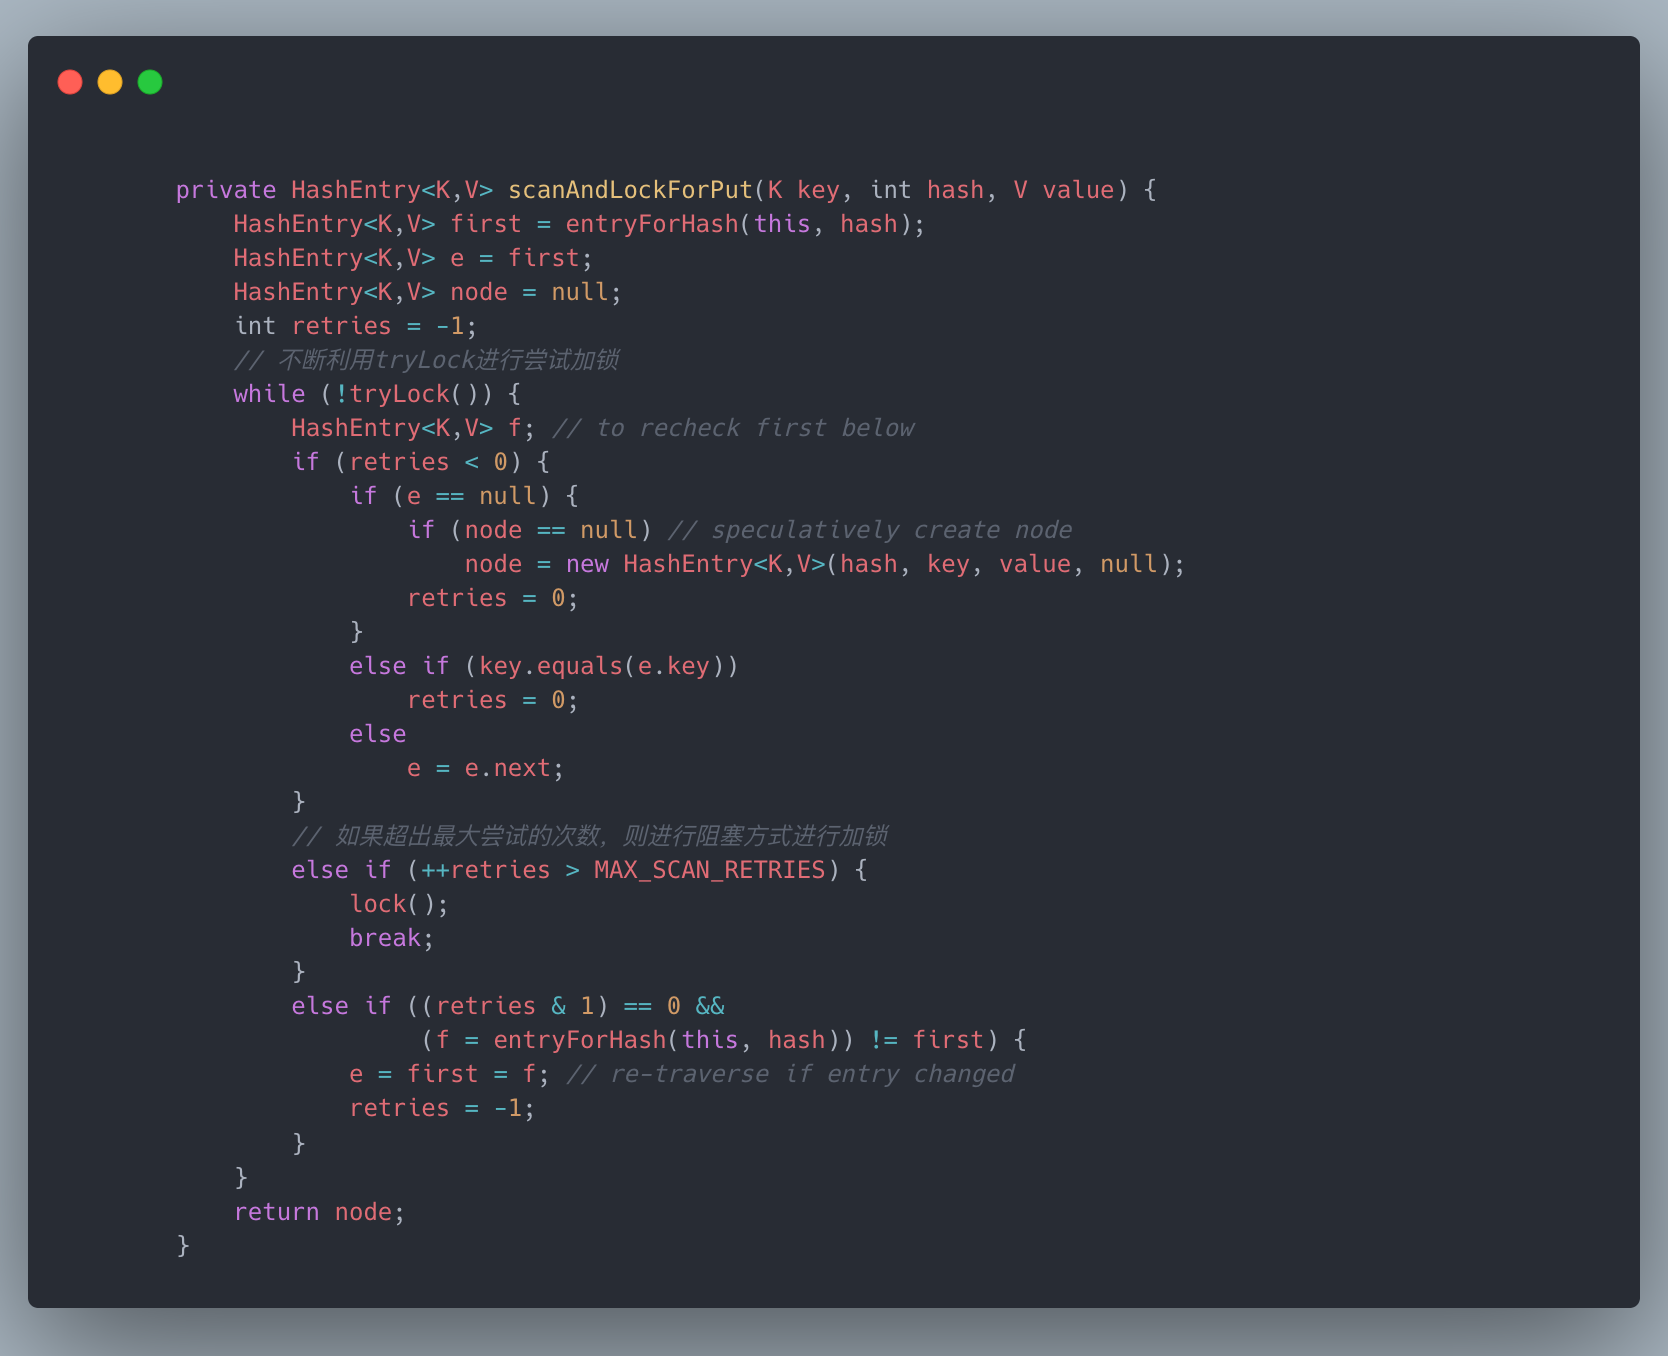 private HashEntry<K,V> scanAndLockForPut(K key, int hash, V value) {
    HashEntry<K,V> first = entryForHash(this, hash);
    HashEntry<K,V> e = first;
    HashEntry<K,V> node = null;
    int retries = -1;
    // 不断利用tryLock进行尝试加锁
    while (!tryLock()) {
        HashEntry<K,V> f; // to recheck first below
        if (retries < 0) {
            if (e == null) {
                if (node == null) // speculatively create node
                    node = new HashEntry<K,V>(hash, key, value, null);
                retries = 0;
            }
            else if (key.equals(e.key))
                retries = 0;
            else
                e = e.next;
        }
        // 如果超出最大尝试的次数，则进行阻塞方式进行加锁
        else if (++retries > MAX_SCAN_RETRIES) {
            lock();
            break;
        }
        else if ((retries & 1) == 0 &&
                 (f = entryForHash(this, hash)) != first) {
            e = first = f; // re-traverse if entry changed
            retries = -1;
        }
    }
    return node;
}